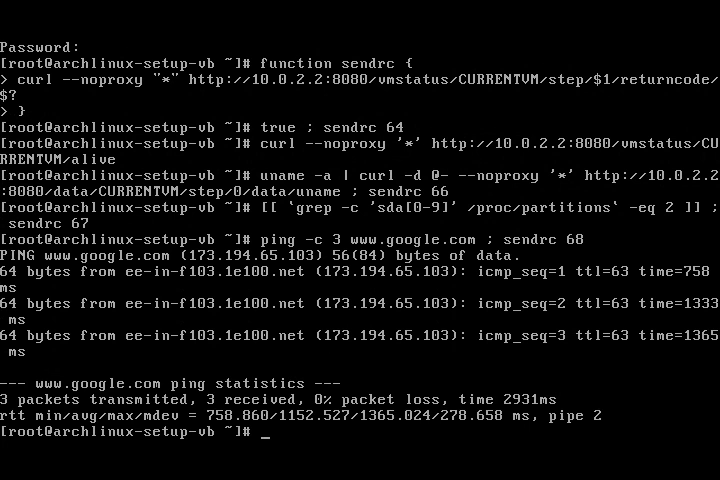 Password:
[root@archlinux-setup-vb ~]# function sendrc {
> curl --noproxy "*" http://10.0.2.2:8080/vmstatus/CURRENTVM/step/$1/returncode/
$?
> }
[root@archlinux-setup-vb ~]# true ; sendrc 64
[root@archlinux-setup-vb ~]# curl --noproxy '*' http://10.0.2.2:8080/vmstatus/CU
RRENTVM/alive
[root@archlinux-setup-vb ~]# uname -a | curl -d @- --noproxy '*' http://10.0.2.2
:8080/data/CURRENTVM/step/0/data/uname ; sendrc 66
[root@archlinux-setup-vb ~]# [[ `grep -c 'sda[0-9]' /proc/partitions` -eq 2 ]] ;
 sendrc 67
[root@archlinux-setup-vb ~]# ping -c 3 www.google.com ; sendrc 68
PING www.google.com (173.194.65.103) 56(84) bytes of data.
64 bytes from ee-in-f103.1e100.net (173.194.65.103): icmp_seq=1 ttl=63 time=758
ms
64 bytes from ee-in-f103.1e100.net (173.194.65.103): icmp_seq=2 ttl=63 time=1333
 ms
64 bytes from ee-in-f103.1e100.net (173.194.65.103): icmp_seq=3 ttl=63 time=1365
 ms

--- www.google.com ping statistics ---
3 packets transmitted, 3 received, 0% packet loss, time 2931ms
rtt min/avg/max/mdev = 758.860/1152.527/1365.024/278.658 ms, pipe 2
[root@archlinux-setup-vb ~]# _